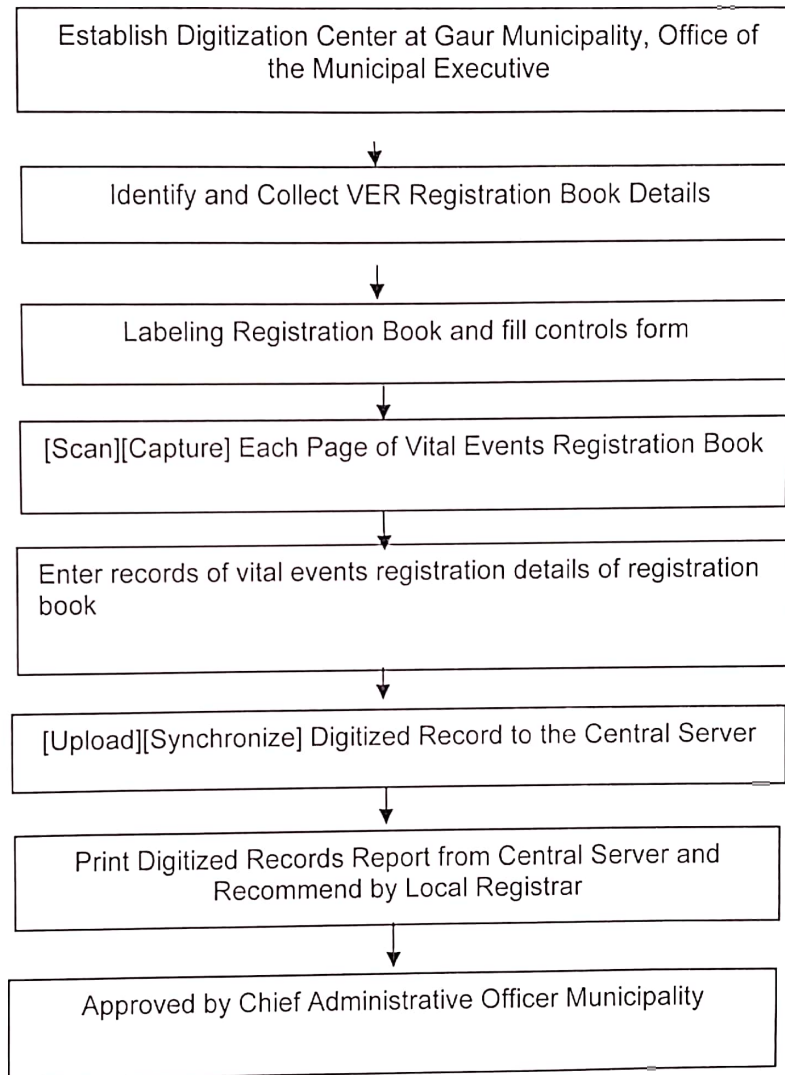 Establish Digitization Center at Gaur Municipality, Office of
the Municipal Executive
Identify and Collect VER Registration Book Details
Labeling Registration Book and fill controls form
[Scan][Capture] Each Page of Vital Events Registration Book
Enter records of vital events registration details of registration
book
[Upload][Synchronize] Digitized Record to the Central Server
Print Digitized Records Report from Central Server and
Recommend by Local Registrar
Approved by Chief Administrative Officer Municipality